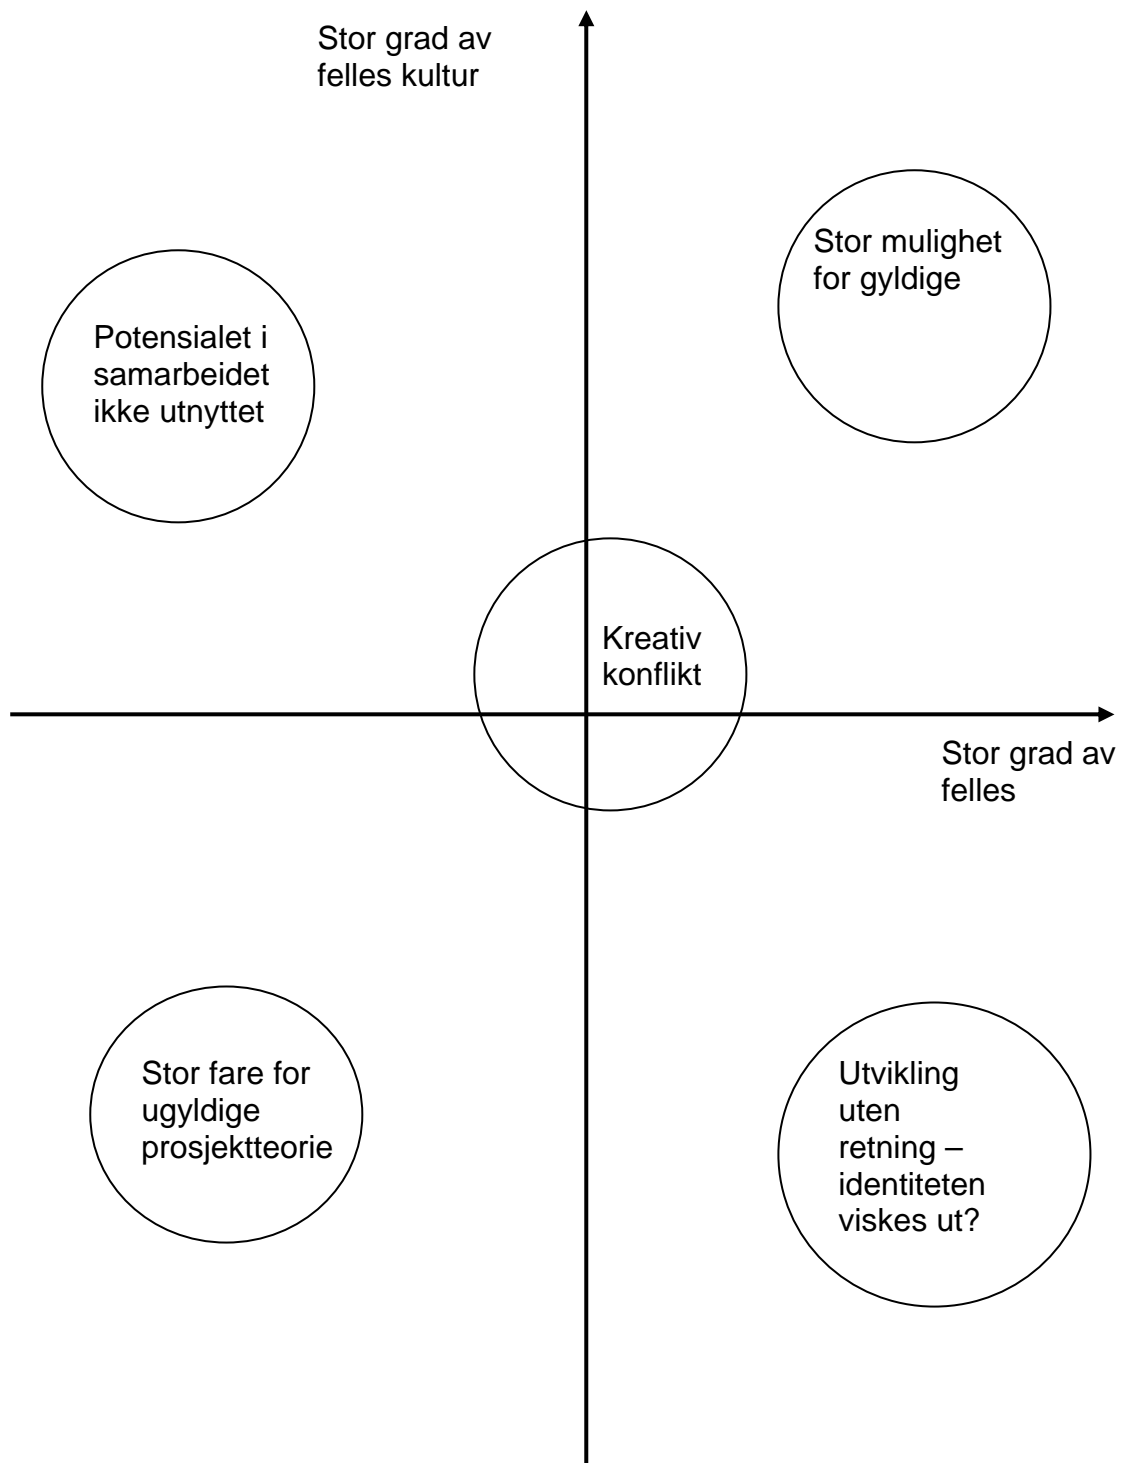 Stor grad av
felles kultur
Stor mulighet
for gyldige
Potensialet i
samarbeidet
ikke utnyttet
Kreativ
konflikt
Stor grad av
felles
Stor fare for
ugyldige
prosjektteorie
Utvikling
uten
retning –
identiteten
viskes ut?